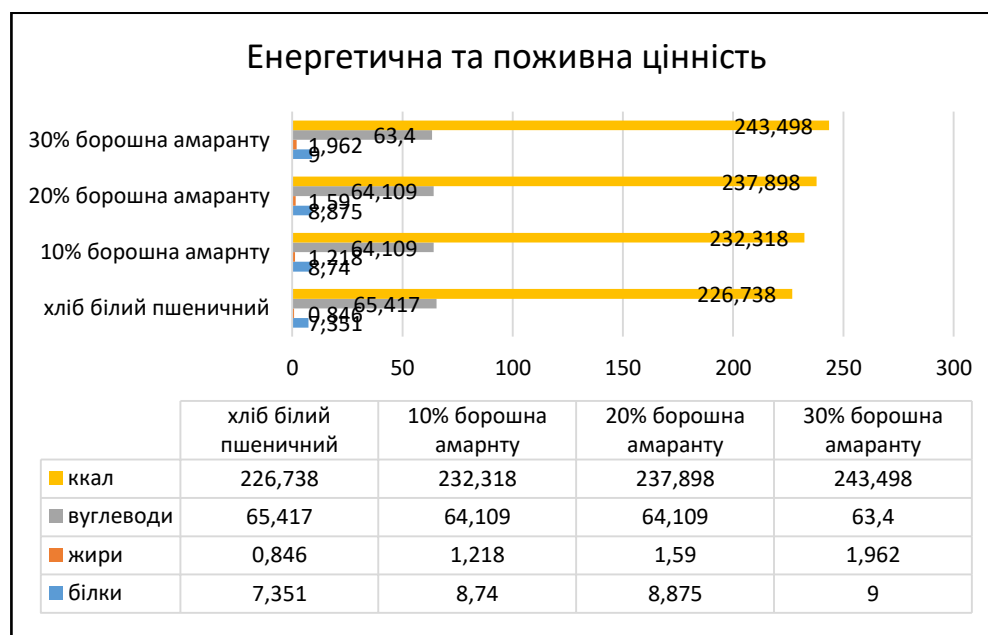 Енергетична та поживна цінність
30% борошна амаранту
243,498
63,4
1,962
9
20% борошна амаранту
237,898
64,109
1,59
8,875
10% борошна амарнту
232,318
64,109
1,218
8,74
хліб білий пшеничний
226,738
65,417
0,846
7,351
0 50 100 150 200 250 300
хліб білий пшеничний 10% борошна амарнту 20% борошна амаранту 30% борошна амаранту
ккал 226,738 232,318 237,898 243,498
вуглеводи 65,417 64,109 64,109 63,4
жири 0,846 1,218 1,59 1,962
білки 7,351 8,74 8,875 9